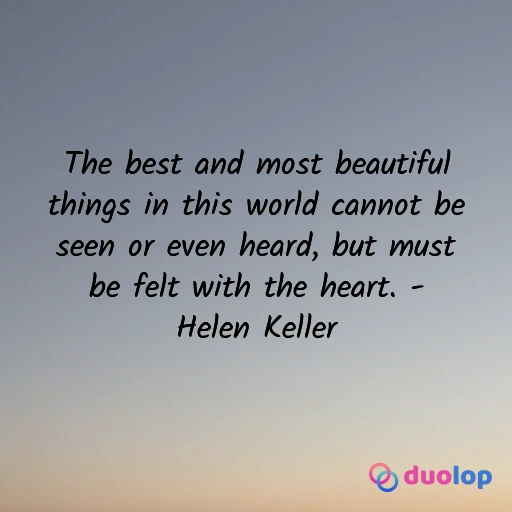 The best and most beautiful
things in this world cannot be
seen or even heard, but must
be felt with the heart. -
Helen Keller
duolop